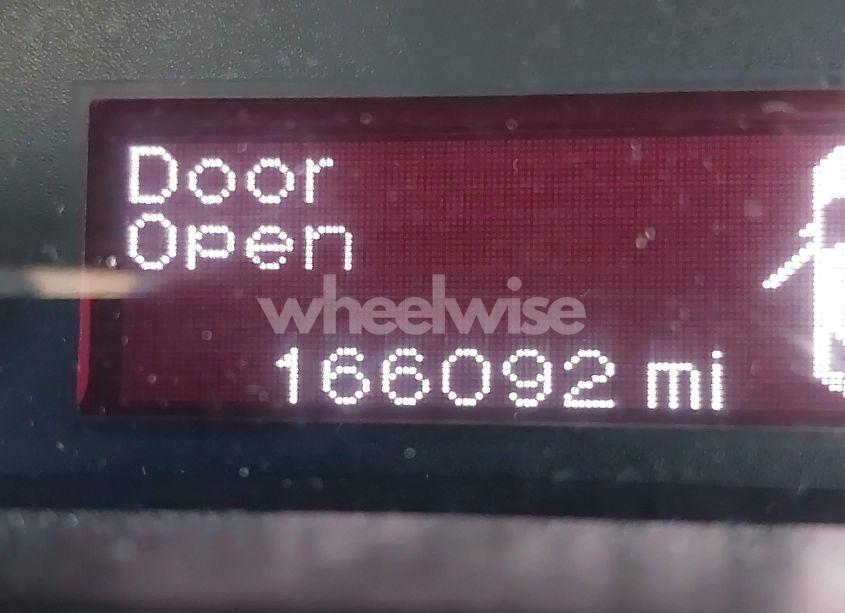 Door
Open
wheelwise
166092 mi